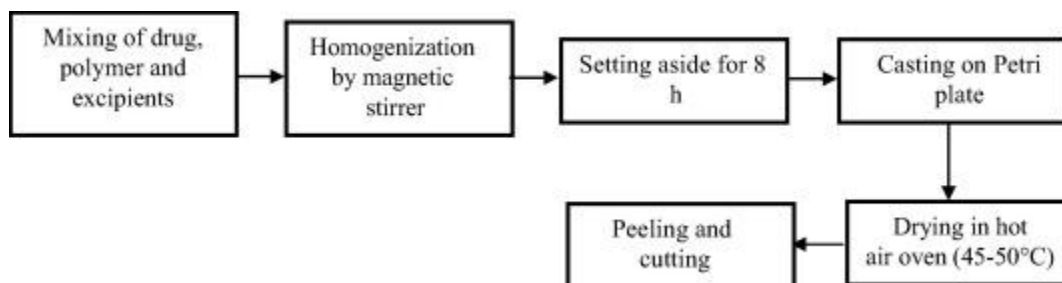 Mixing of drug,
polymer and
excipients
Homogenization
by magnetic
stirrer
Setting aside for 8
h
Casting on Petri
plate
Drying in hot
air oven (45-50°C)
Peeling and
cutting